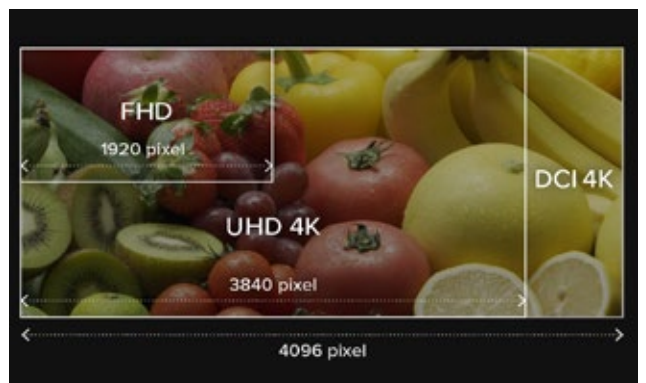 FHD
1920 pixel
DCI 4K
UHD 4K
3840 pixel
4096 pixel